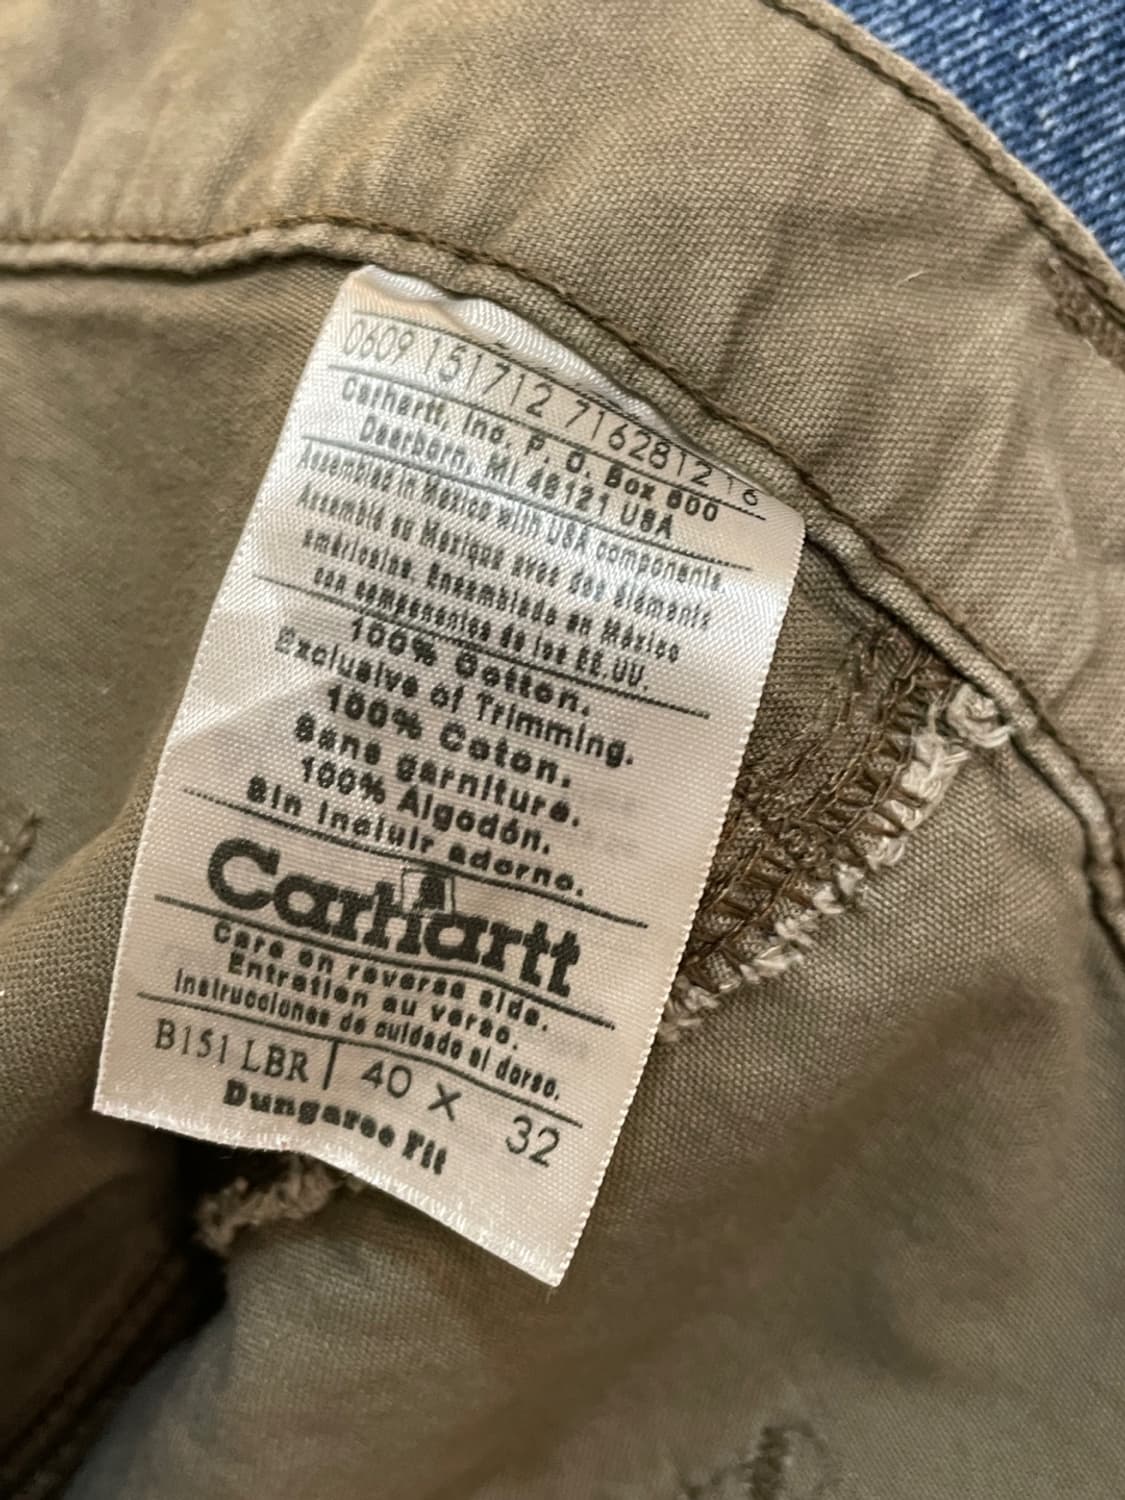 0609 151712 7162812 16
Carhartt, Inc. P. O. Box 600
Dearborn, MI 48121 USA
Assembled in Mexico with USA components.
Assemblé au Mexique avec des éléments
américains. Ensamblado en México
con componentes de los EE.UU.
100% Cotton.
Exclusive of Trimming.
100% Coton.
Sans garniture.
100% Algodón.
Sin incluir adorno.
Carhartt
Care on reverse side.
Entretien au verso.
Instrucciones de cuidado al dorso.
B151 LBR | 40 X 32
Dungaree Fit